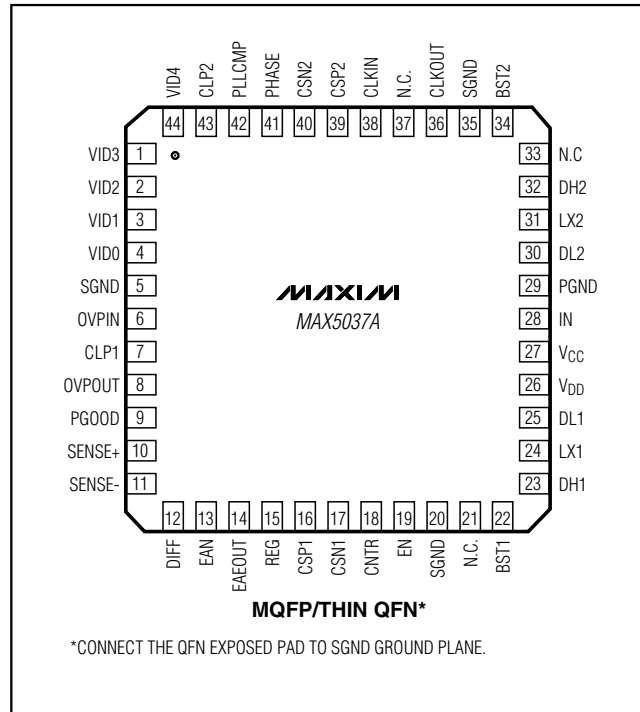 VID4 CLP2 PLLCMP PHASE CSN2 CSP2 CLKIN N.C. CLKOUT SGND BST2
44 43 42 41 40 39 38 37 36 35 34
VID3 1 33 N.C
VID2 2 32 DH2
VID1 3 31 LX2
VID0 4 30 DL2
SGND 5 29 PGND
OVPIN 6 28 IN
CLP1 7 27 VCC
OVPOUT 8 26 VDD
PGOOD 9 25 DL1
SENSE+ 10 24 LX1
SENSE- 11 23 DH1
MAXIM
MAX5037A
12 13 14 15 16 17 18 19 20 21 22
DIFF EAN EAEOUT REG CSP1 CSN1 CNTR EN SGND N.C. BST1
MQFP/THIN QFN*
*CONNECT THE QFN EXPOSED PAD TO SGND GROUND PLANE.